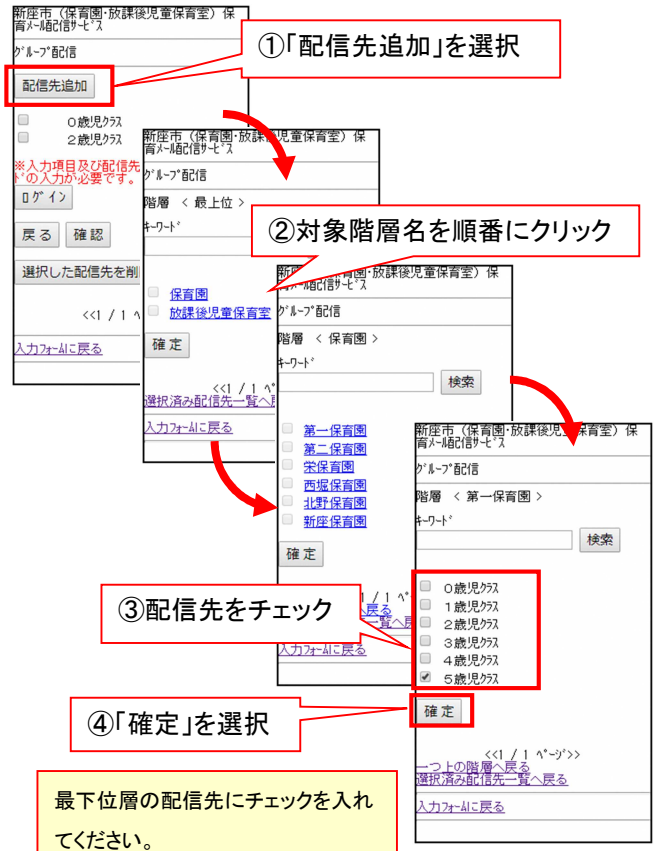 新座市（保育園･放課後児童保育室）保
育ﾒｰﾙ配信ｻｰﾋﾞｽ
ｸﾞﾙｰﾌﾟ配信
配信先追加
０歳児ｸﾗｽ
２歳児ｸﾗｽ
※入力項目及び配信先
ﾄﾞの入力が必要です。
ﾛｸﾞｲﾝ
戻る 確認
選択した配信先を削
<<1 / 1 ﾍ
入力ﾌｫｰﾑに戻る
①「配信先追加」を選択
新座市（保育園･放課後児童保育室）保
育ﾒｰﾙ配信ｻｰﾋﾞｽ
ｸﾞﾙｰﾌﾟ配信
階層 < 最上位 >
ｷｰﾜｰﾄﾞ
保育園
放課後児童保育室
確定
<<1 / 1 ﾍﾟ
選択済み配信先一覧へ戻
入力ﾌｫｰﾑに戻る
②対象階層名を順番にクリック
新座市（保育園･放課後児童保育室）保
育ﾒｰﾙ配信ｻｰﾋﾞｽ
ｸﾞﾙｰﾌﾟ配信
階層 < 保育園 >
ｷｰﾜｰﾄﾞ
検索
第一保育園
第二保育園
栄保育園
西堀保育園
北野保育園
新座保育園
確定
/ 1 ﾍﾟ
戻る
一覧へ戻
入力ﾌｫｰﾑに戻る
新座市（保育園･放課後児童保育室）保
育ﾒｰﾙ配信ｻｰﾋﾞｽ
ｸﾞﾙｰﾌﾟ配信
階層 < 第一保育園 >
ｷｰﾜｰﾄﾞ
検索
０歳児ｸﾗｽ
１歳児ｸﾗｽ
２歳児ｸﾗｽ
３歳児ｸﾗｽ
４歳児ｸﾗｽ
５歳児ｸﾗｽ
確定
<<1 / 1 ﾍﾟｰｼﾞ>>
一つ上の階層へ戻る
選択済み配信先一覧へ戻る
入力ﾌｫｰﾑに戻る
③配信先をチェック
④「確定」を選択
最下位層の配信先にチェックを入れ
てください。